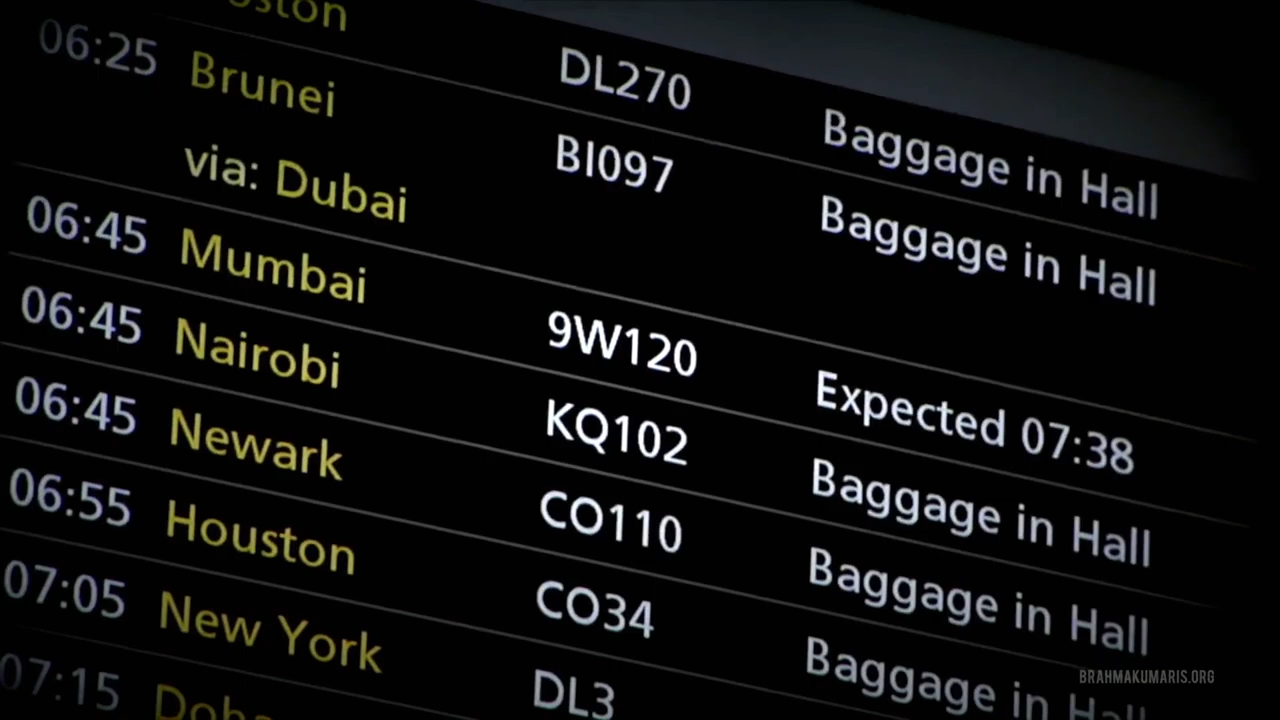 DL270 Baggage in Hall
06:25 Brunei BI097 Baggage in Hall
via: Dubai
06:45 Mumbai 9W120 Expected 07:38
06:45 Nairobi KQ102 Baggage in Hall
06:45 Newark CO110 Baggage in Hall
06:55 Houston CO34 Baggage in Hall
07:05 New York DL3
07:15
BRAHMAKUMARIS.ORG